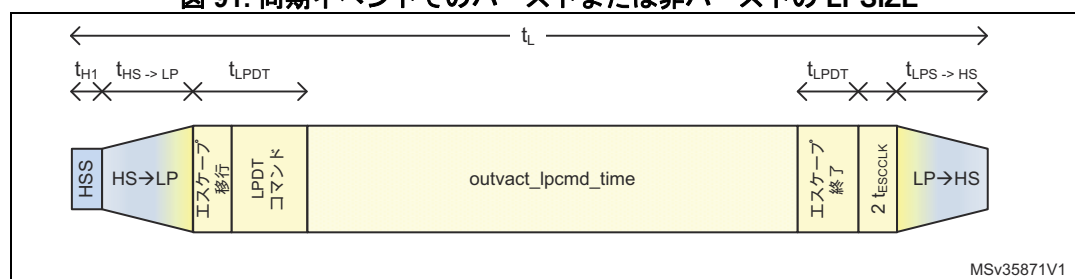 図 91. 同期イベントでのバーストまたは非バーストの LPSIZE
tL
tH1 tHS -> LP tLPDT tLPDT tLPS -> HS
HSS
HS→LP
エスケープ
移行
LPDT
コマンド
outvact_lpcmd_time
エスケープ
終了
2 tESCCLK
LP→HS
MSv35871V1